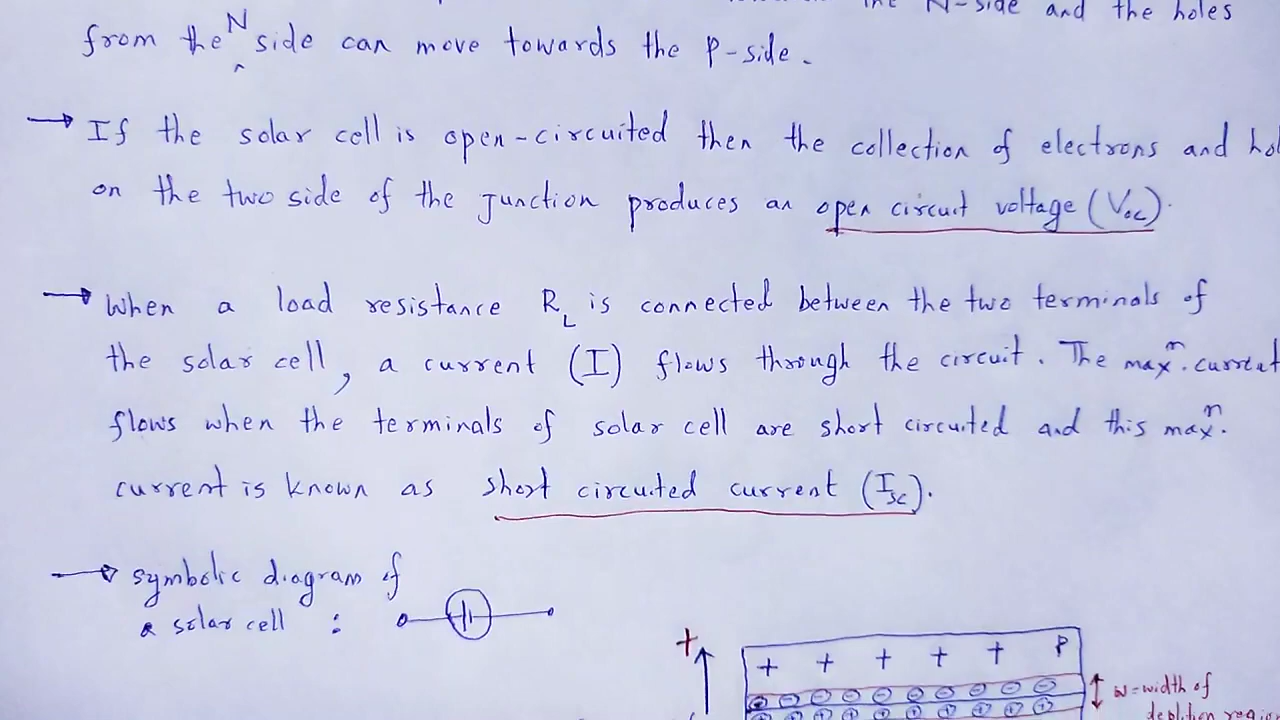 the N-side and the holes
from the N side can move towards the P-side.
→ If the solar cell is open-circuited then the collection of electrons and hol
on the two side of the junction produces an open circuit voltage (Voc).
→ When a load resistance RL is connected between the two terminals of
the solar cell, a current (I) flows through the circuit. The maxm. current
flows when the terminals of solar cell are short circuited and this maxm.
current is known as short circuited current (Isc).
→ symbolic diagram of
a solar cell :
+
+ + + + + P
- - - - - - - - -
+ + + + + + + + +
w = width of
depletion regio